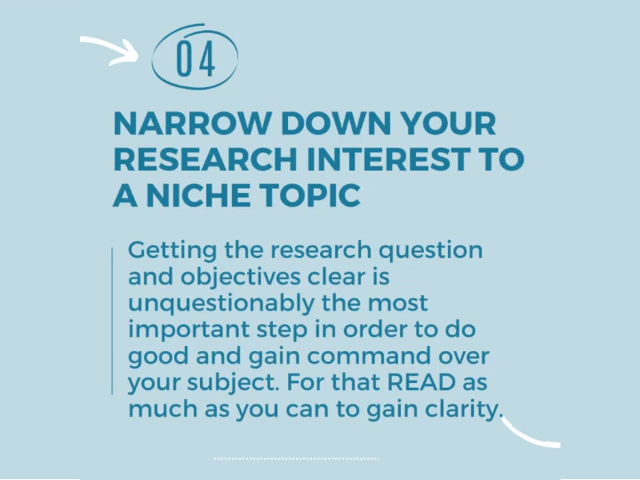 04
NARROW DOWN YOUR
RESEARCH INTEREST TO
A NICHE TOPIC
Getting the research question
and objectives clear is
unquestionably the most
important step in order to do
good and gain command over
your subject. For that READ as
much as you can to gain clarity.